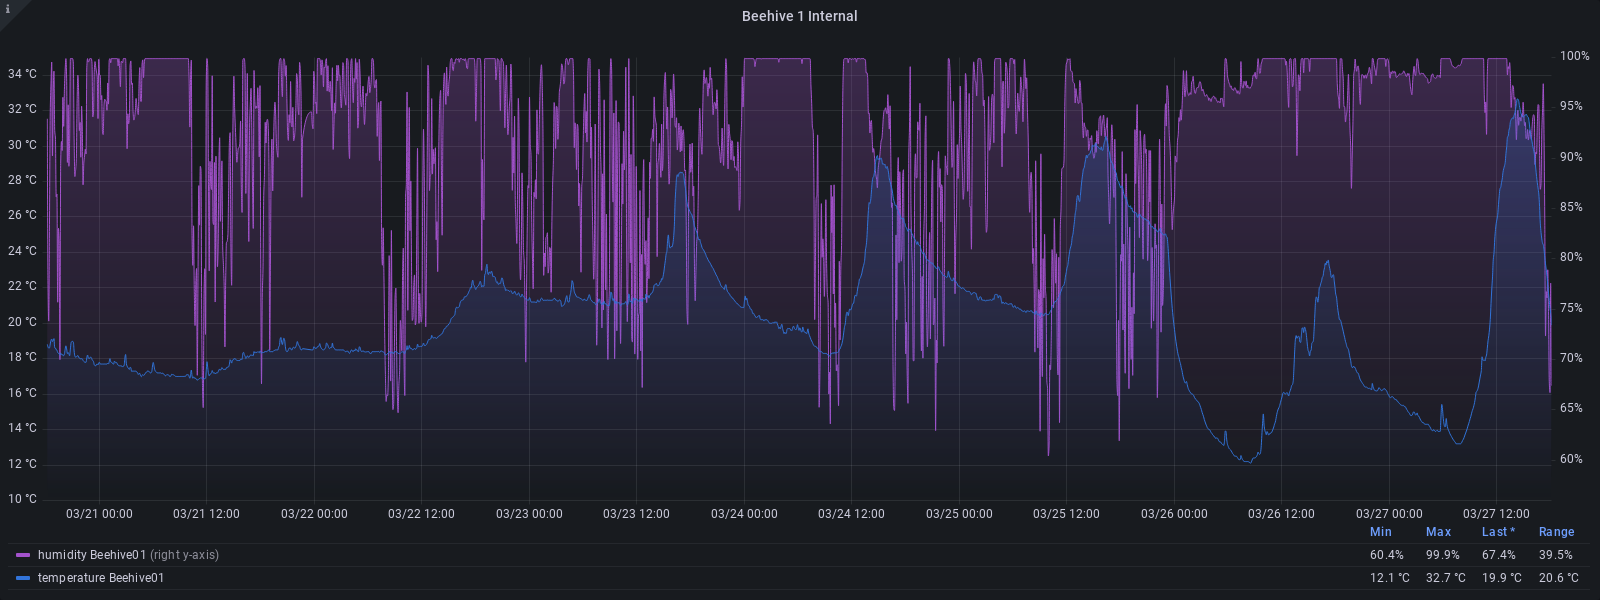 i
Beehive 1 Internal
34 °C
32 °C
30 °C
28 °C
26 °C
24 °C
22 °C
20 °C
18 °C
16 °C
14 °C
12 °C
10 °C
100%
95%
90%
85%
80%
75%
70%
65%
60%
03/21 00:00 03/21 12:00 03/22 00:00 03/22 12:00 03/23 00:00 03/23 12:00 03/24 00:00 03/24 12:00 03/25 00:00 03/25 12:00 03/26 00:00 03/26 12:00 03/27 00:00 03/27 12:00
Min Max Last * Range
humidity Beehive01 (right y-axis) 60.4% 99.9% 67.4% 39.5%
temperature Beehive01 12.1 °C 32.7 °C 19.9 °C 20.6 °C